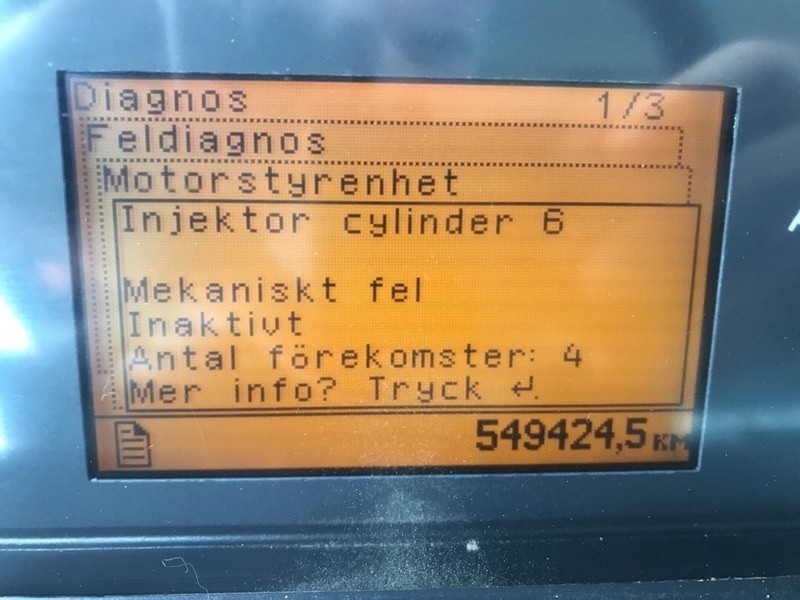 Diagnos 1/3
Feldiagnos
Motorstyrenhet
Injektor cylinder 6
Mekaniskt fel
Inaktivt
Antal förekomster: 4
Mer info? Tryck ↵.
549424,5 KM